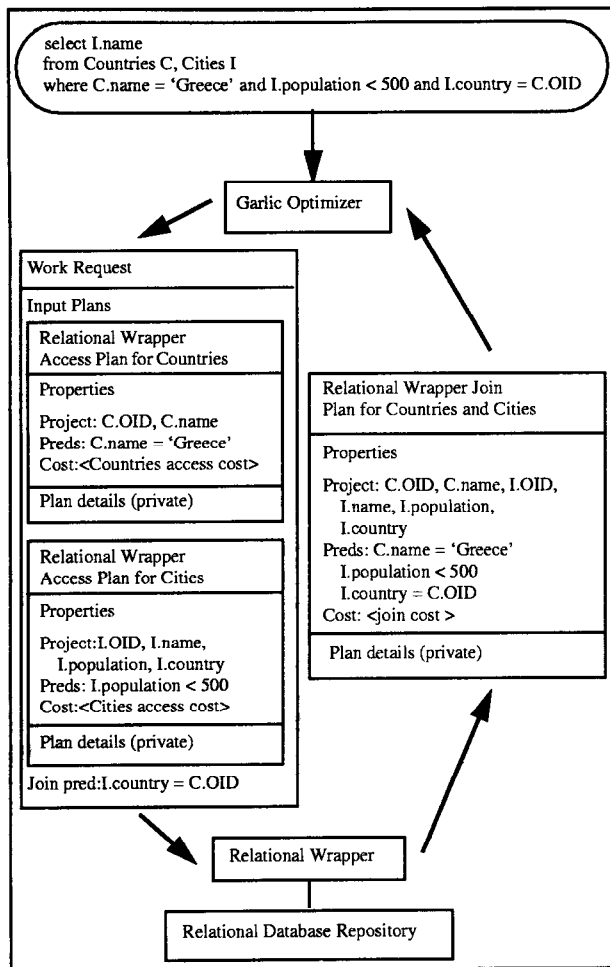 select I.name
from Countries C, Cities I
where C.name = ‘Greece’ and I.population < 500 and I.country = C.OID
Garlic Optimizer
Work Request
Input Plans
Relational Wrapper
Access Plan for Countries
Properties
Project: C.OID, C.name
Preds: C.name = ‘Greece’
Cost:<Countries access cost>
Plan details (private)
Relational Wrapper
Access Plan for Cities
Properties
Project:I.OID, I.name,
I.population, I.country
Preds: I.population < 500
Cost:<Cities access cost>
Plan details (private)
Join pred:I.country = C.OID
Relational Wrapper Join
Plan for Countries and Cities
Properties
Project: C.OID, C.name, I.OID,
I.name, I.population,
I.country
Preds: C.name = ‘Greece’
I.population < 500
I.country = C.OID
Cost: <join cost >
Plan details (private)
Relational Wrapper
Relational Database Repository